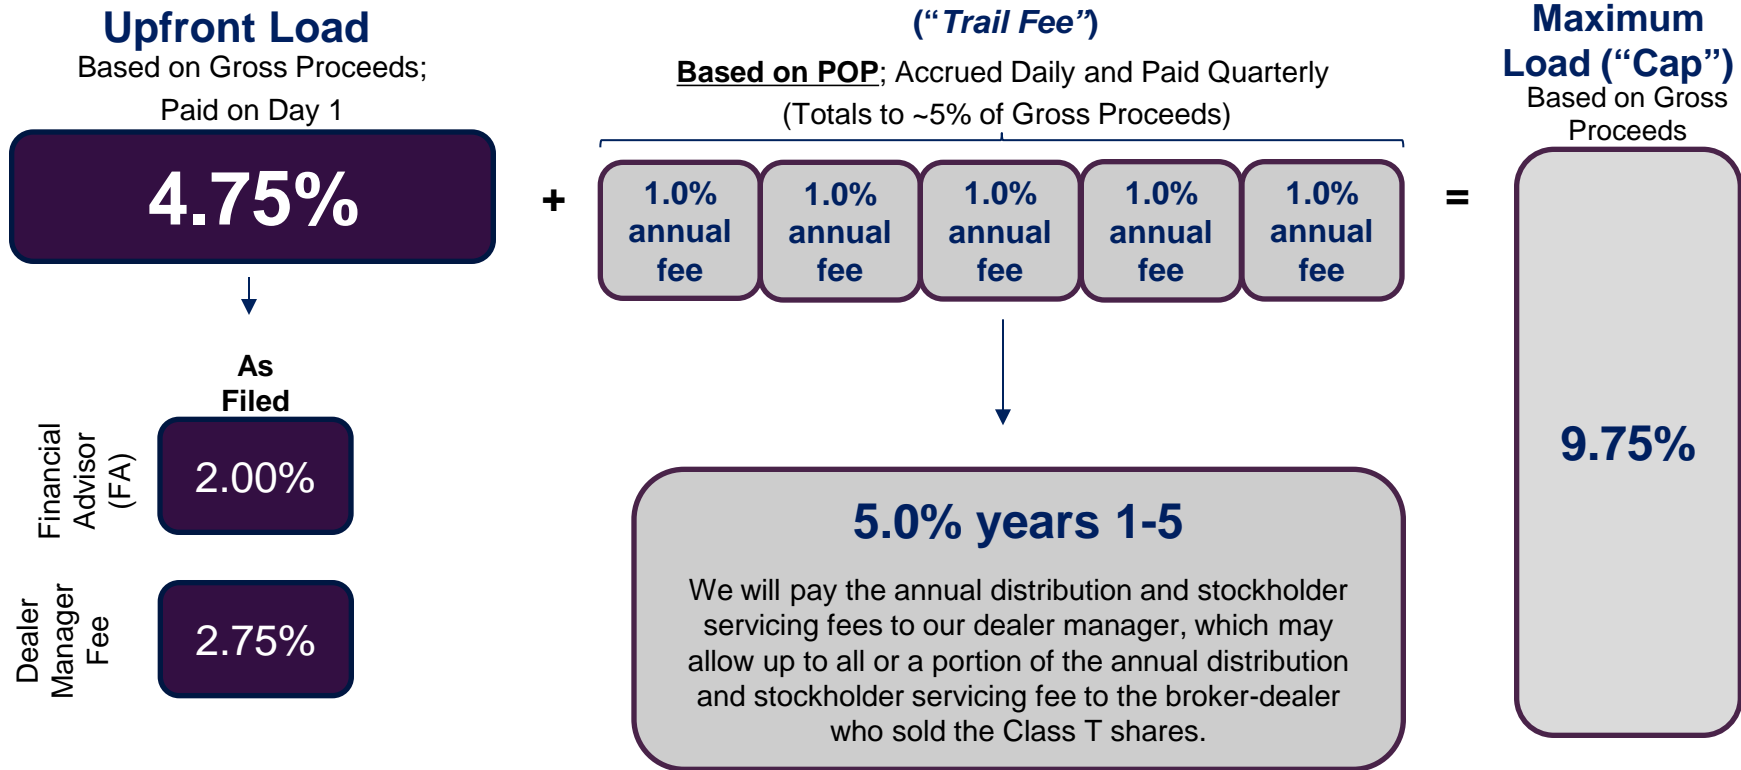 Upfront Load
Based on Gross Proceeds;
Paid on Day 1
4.75%
As
Filed
Financial
Advisor
(FA)
2.00%
Dealer
Manager
Fee
2.75%
+
(“Trail Fee”)
Based on POP; Accrued Daily and Paid Quarterly
(Totals to ~5% of Gross Proceeds)
1.0%
annual
fee
1.0%
annual
fee
1.0%
annual
fee
1.0%
annual
fee
1.0%
annual
fee
5.0% years 1-5
We will pay the annual distribution and stockholder
servicing fees to our dealer manager, which may
allow up to all or a portion of the annual distribution
and stockholder servicing fee to the broker-dealer
who sold the Class T shares.
=
Maximum
Load (“Cap”)
Based on Gross
Proceeds
9.75%